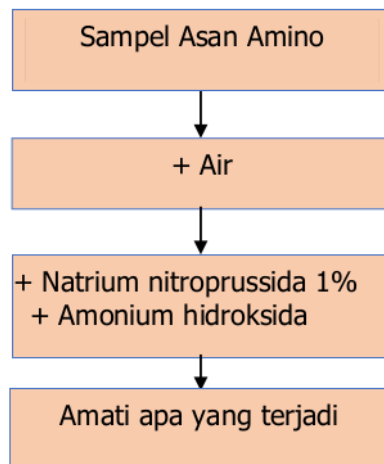 Sampel Asan Amino
+ Air
+ Natrium nitroprussida 1%
+ Amonium hidroksida
Amati apa yang terjadi